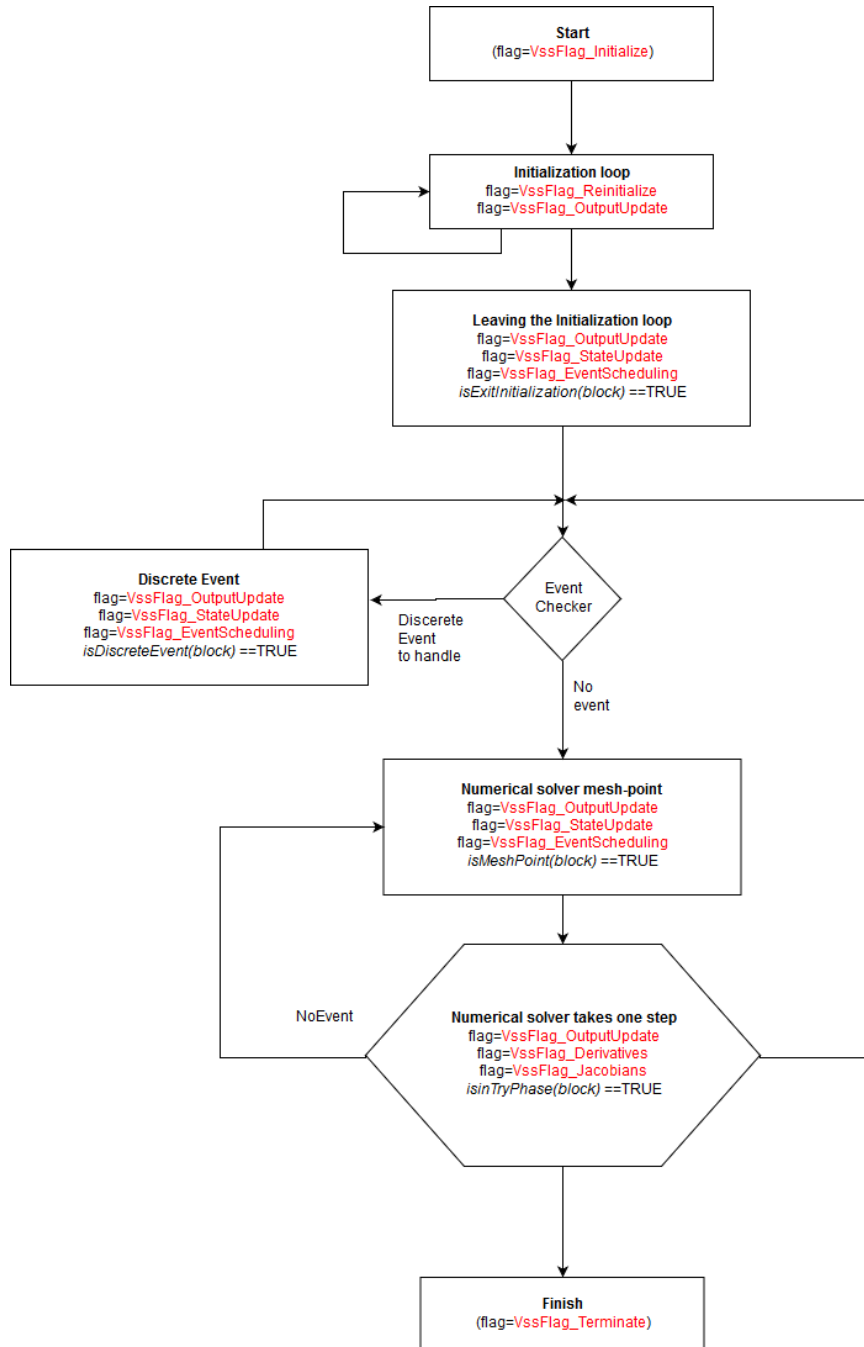 Start
(flag=VssFlag_Initialize)
Initialization loop
flag=VssFlag_Reinitialize
flag=VssFlag_OutputUpdate
Leaving the Initialization loop
flag=VssFlag_OutputUpdate
flag=VssFlag_StateUpdate
flag=VssFlag_EventScheduling
isExitInitialization(block) ==TRUE
Event
Checker
Discrete Event
flag=VssFlag_OutputUpdate
flag=VssFlag_StateUpdate
flag=VssFlag_EventScheduling
isDiscreteEvent(block) ==TRUE
Discerete
Event
to handle
No
event
Numerical solver mesh-point
flag=VssFlag_OutputUpdate
flag=VssFlag_StateUpdate
flag=VssFlag_EventScheduling
isMeshPoint(block) ==TRUE
NoEvent
Numerical solver takes one step
flag=VssFlag_OutputUpdate
flag=VssFlag_Derivatives
flag=VssFlag_Jacobians
isinTryPhase(block) ==TRUE
Finish
(flag=VssFlag_Terminate)